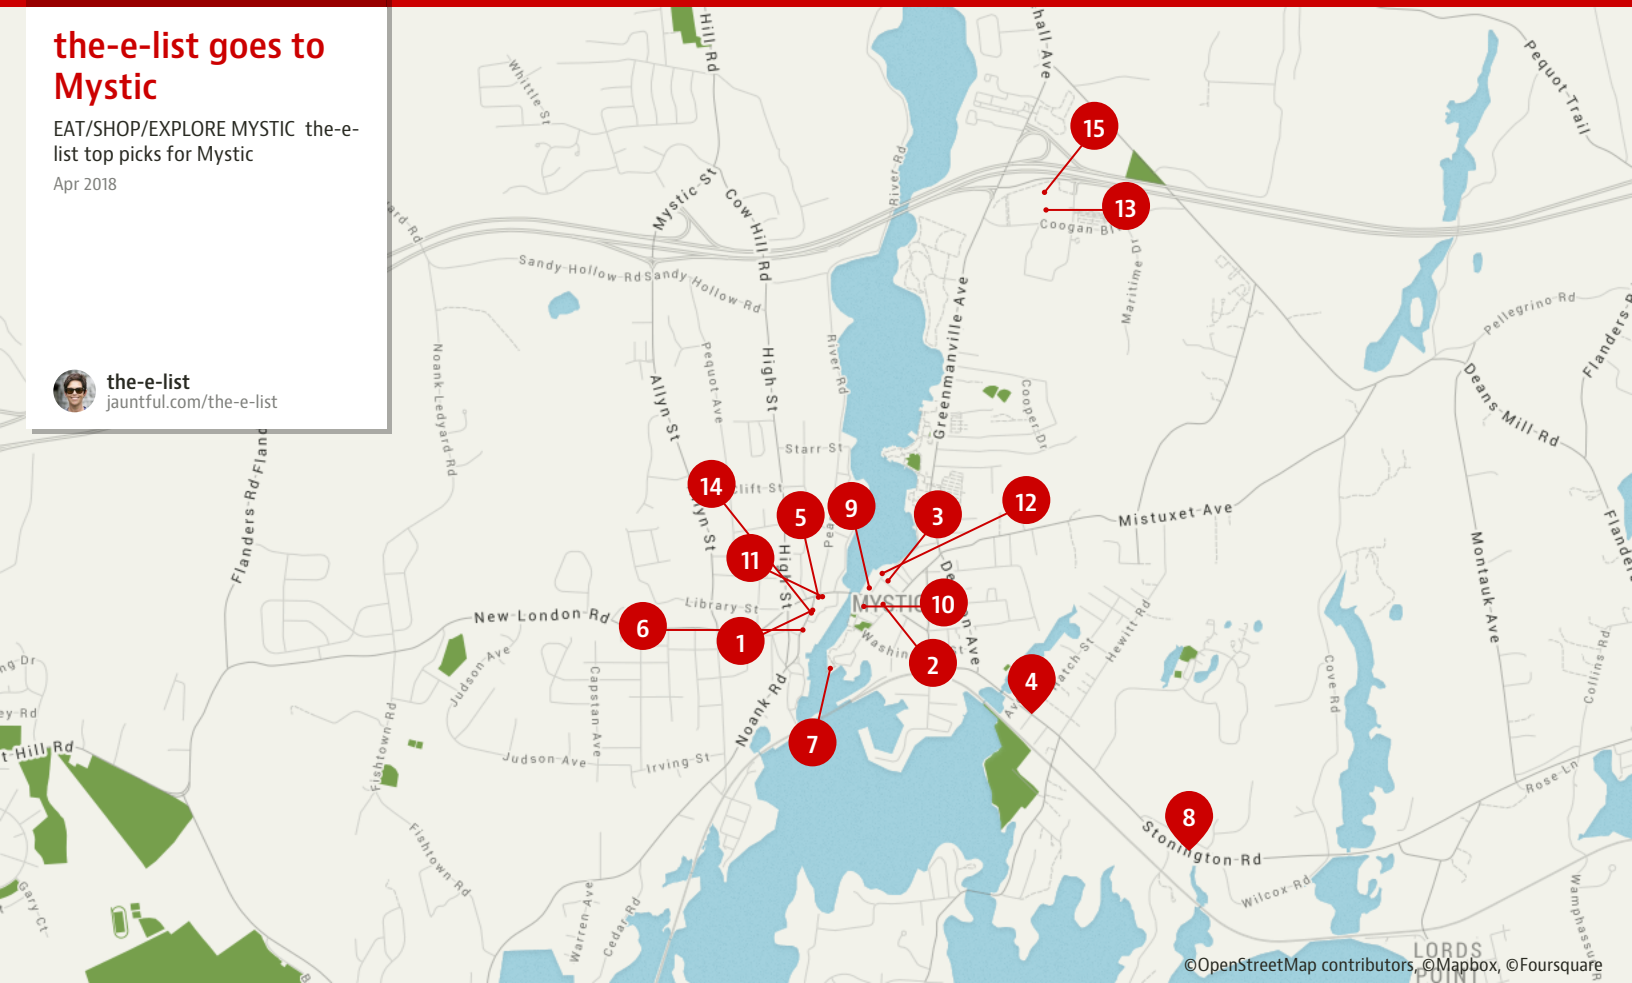 the-e-list goes to
Mystic
EAT/SHOP/EXPLORE MYSTIC the-e-
list top picks for Mystic
Apr 2018
the-e-list
jauntful.com/the-e-list
Hill Rd
Whittle St
River Rd
Pequot Trail
15
13
Mystic St
Cow Hill Rd
Coogan
Maritime Dr
Sandy Hollow Rd
Sandy Hollow Rd
Greenmanville Ave
Pellegrino Rd
Noank Ledyard Rd
Pequot Ave
High St
River Rd
Allyn St
Cooper Dr
Deans Mill Rd
Flanders Rd
Starr St
14
Clift St
5
9
3
12
Mistuxet Ave
Montauk Ave
11
High St
Library St
New London Rd
MYSTIC
10
6
1
2
4
Hewitt Rd
Judson Ave
Capstan Ave
Noank Rd
7
Cove Rd
Collins Rd
t Hill Rd
Fishtown Rd
Judson Ave
Irving St
Rose Ln
8
Stonington Rd
Fishtown Rd
Gary Ct
Warren Ave
Cedar Rd
Wilcox Rd
LORDS
POINT
©OpenStreetMap contributors, ©Mapbox, ©Foursquare